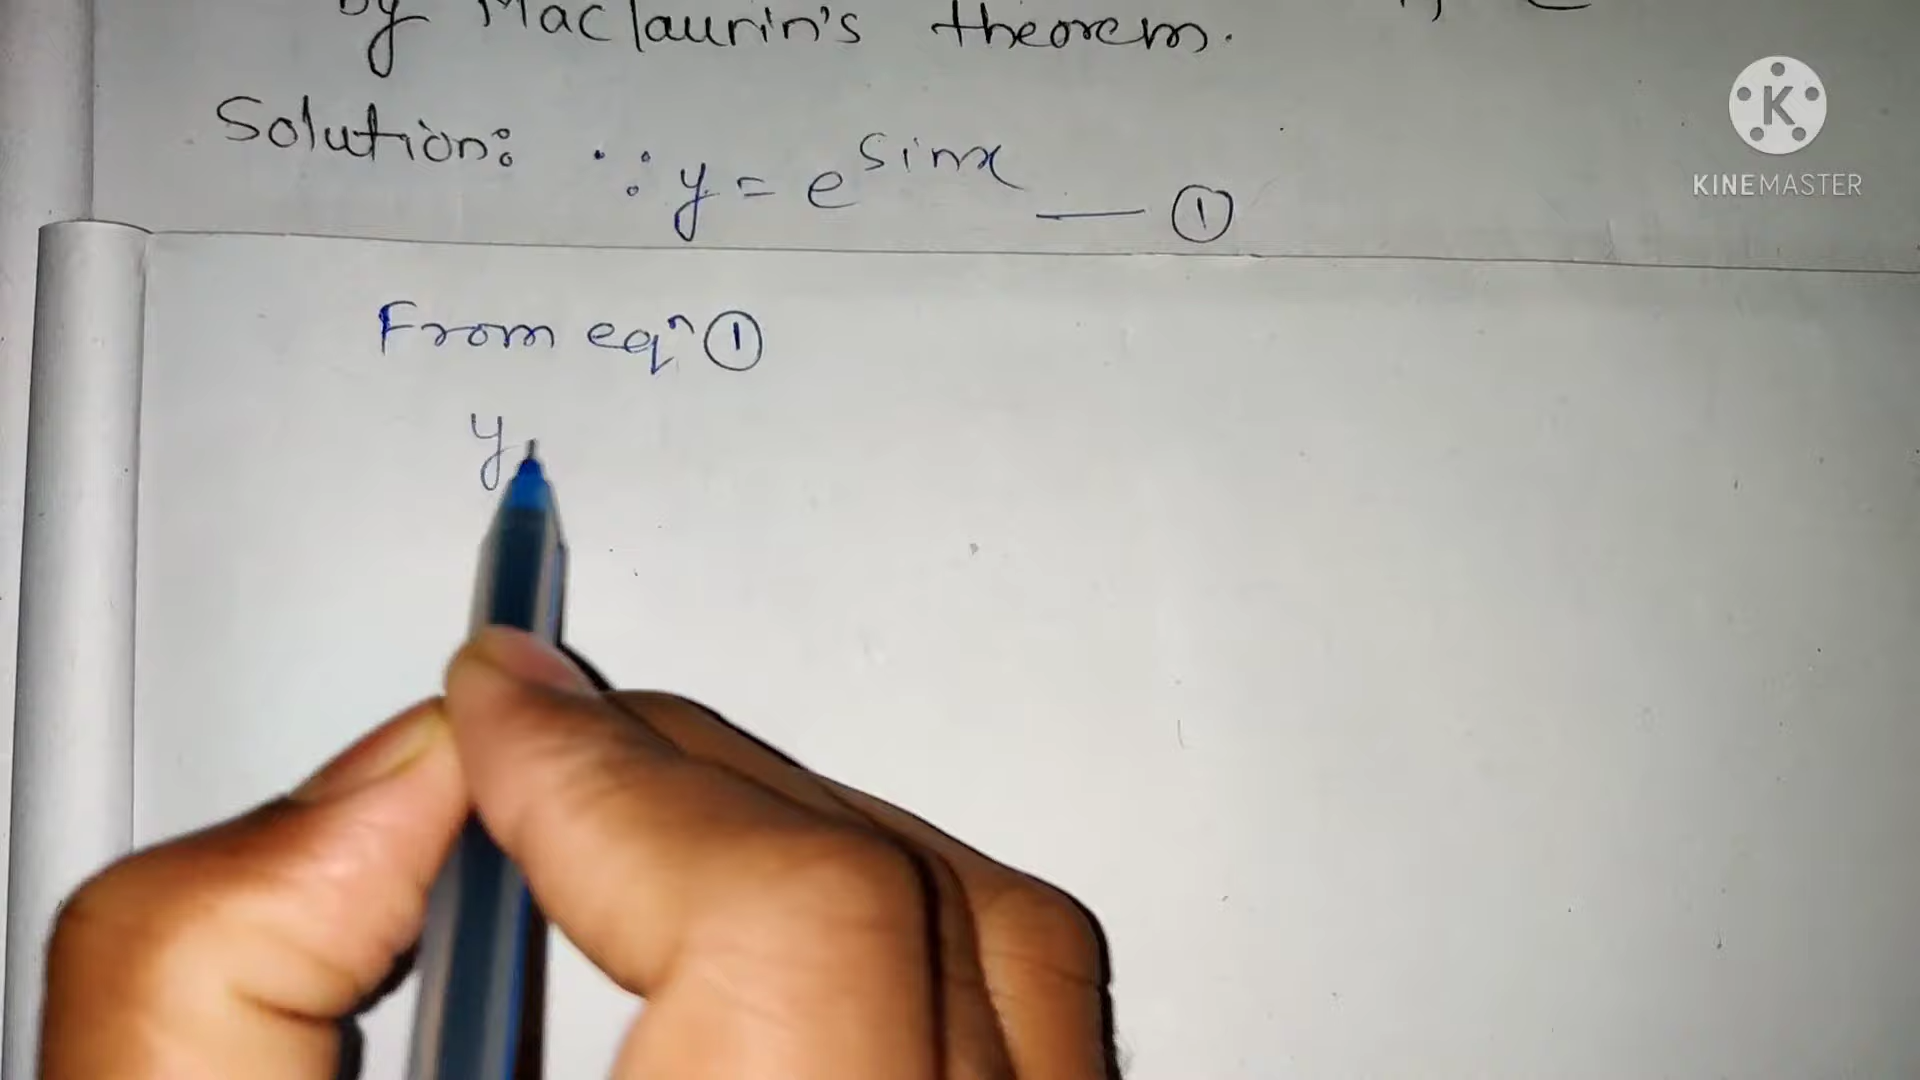 by Maclaurin's theorem.
Solution: ∵ y = e^sinx — ①
K
KINEMASTER
From eqⁿ ①
y